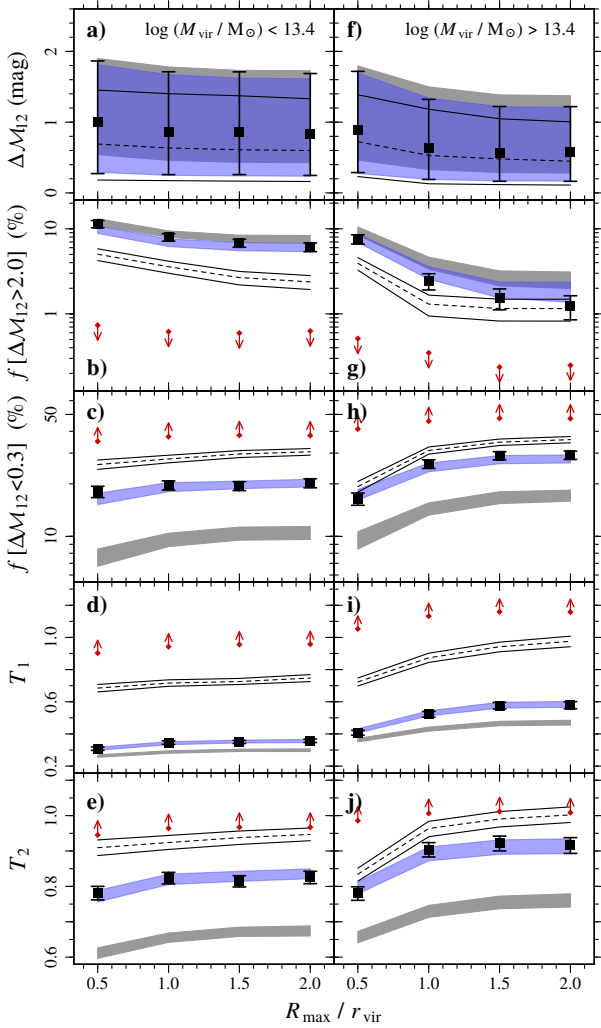 a) log (M_vir / M_⊙) < 13.4
f) log (M_vir / M_⊙) > 13.4
ΔM_12 (mag)
2
1
0
f [ΔM_12>2.0] (%)
10
1
b)
g)
f [ΔM_12<0.3] (%)
50
20
10
c)
h)
T_1
1.0
0.6
0.2
d)
i)
T_2
1.0
0.8
0.6
e)
j)
0.5 1.0 1.5 2.0 0.5 1.0 1.5 2.0
R_max / r_vir